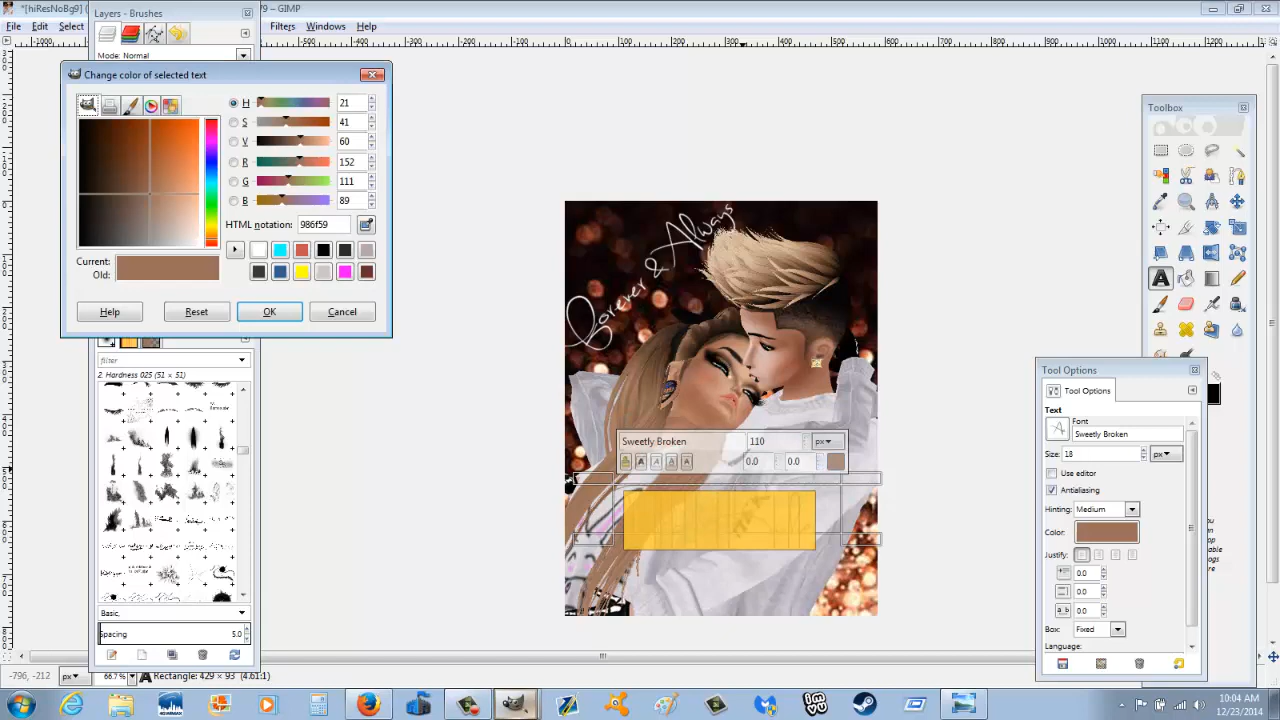 *[hiResNoBg9]
9 – GIMP
File
Edit
Select
Filters
Windows
Help
Layers - Brushes
Mode: Normal
Change color of selected text
H 21
S 41
V 60
R 152
G 111
B 89
HTML notation: 986f59
Current:
Old:
Help
Reset
OK
Cancel
filter
2. Hardness 025 (51 × 51)
Basic,
Spacing 5.0
Forever & Always
Sweetly Broken 110 px
0.0 0.0
Toolbox
Tool Options
Tool Options
Text
Font
Sweetly Broken
Size: 18 px
Use editor
Antialiasing
Hinting: Medium
Color:
Justify:
0.0
0.0
0.0
Box: Fixed
Language:
-796, -212 px 66.7% Rectangle: 429 × 93 (4.61:1)
10:04 AM
12/23/2014